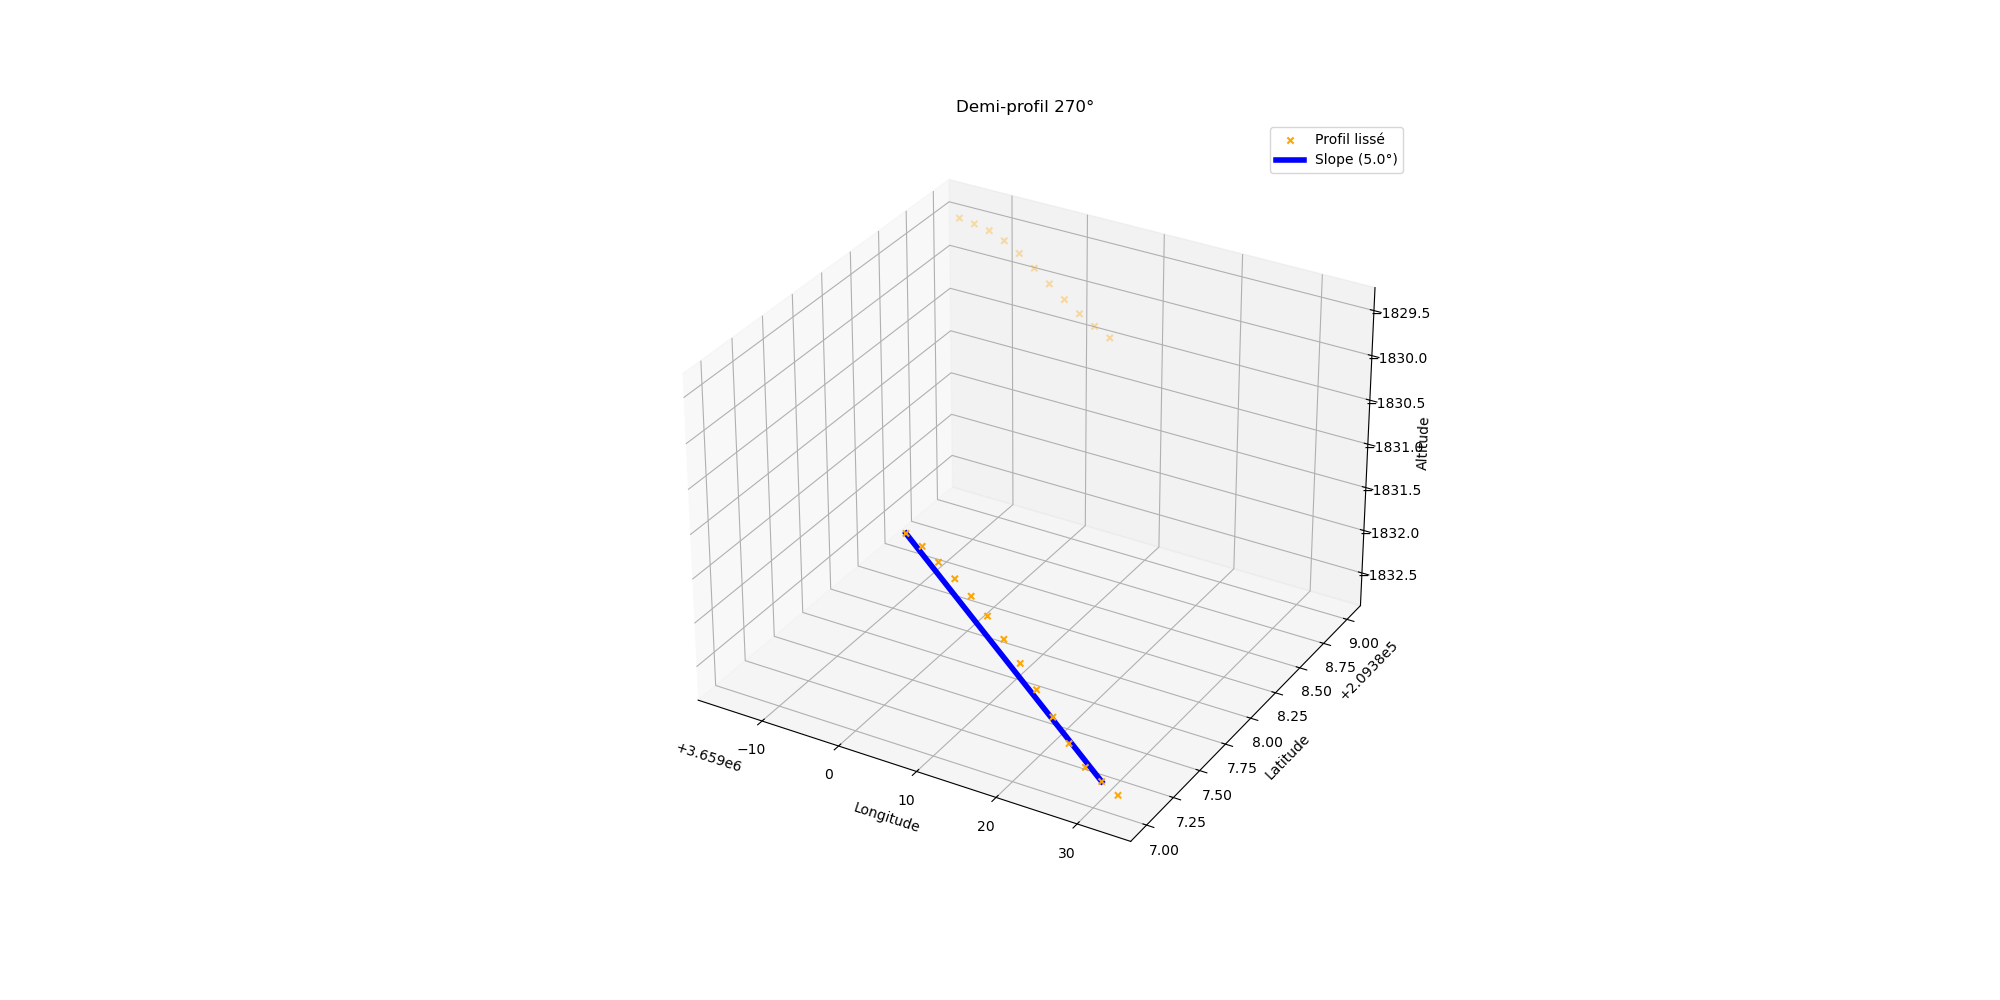 Demi-profil 270°
Profil lissé
Slope (5.0°)
−1829.5
−1830.0
−1830.5
−1831.0
−1831.5
−1832.0
−1832.5
Altitude
9.00
8.75
8.50
8.25
8.00
7.75
7.50
7.25
7.00
+2.0938e5
Latitude
−10
0
10
20
30
+3.659e6
Longitude